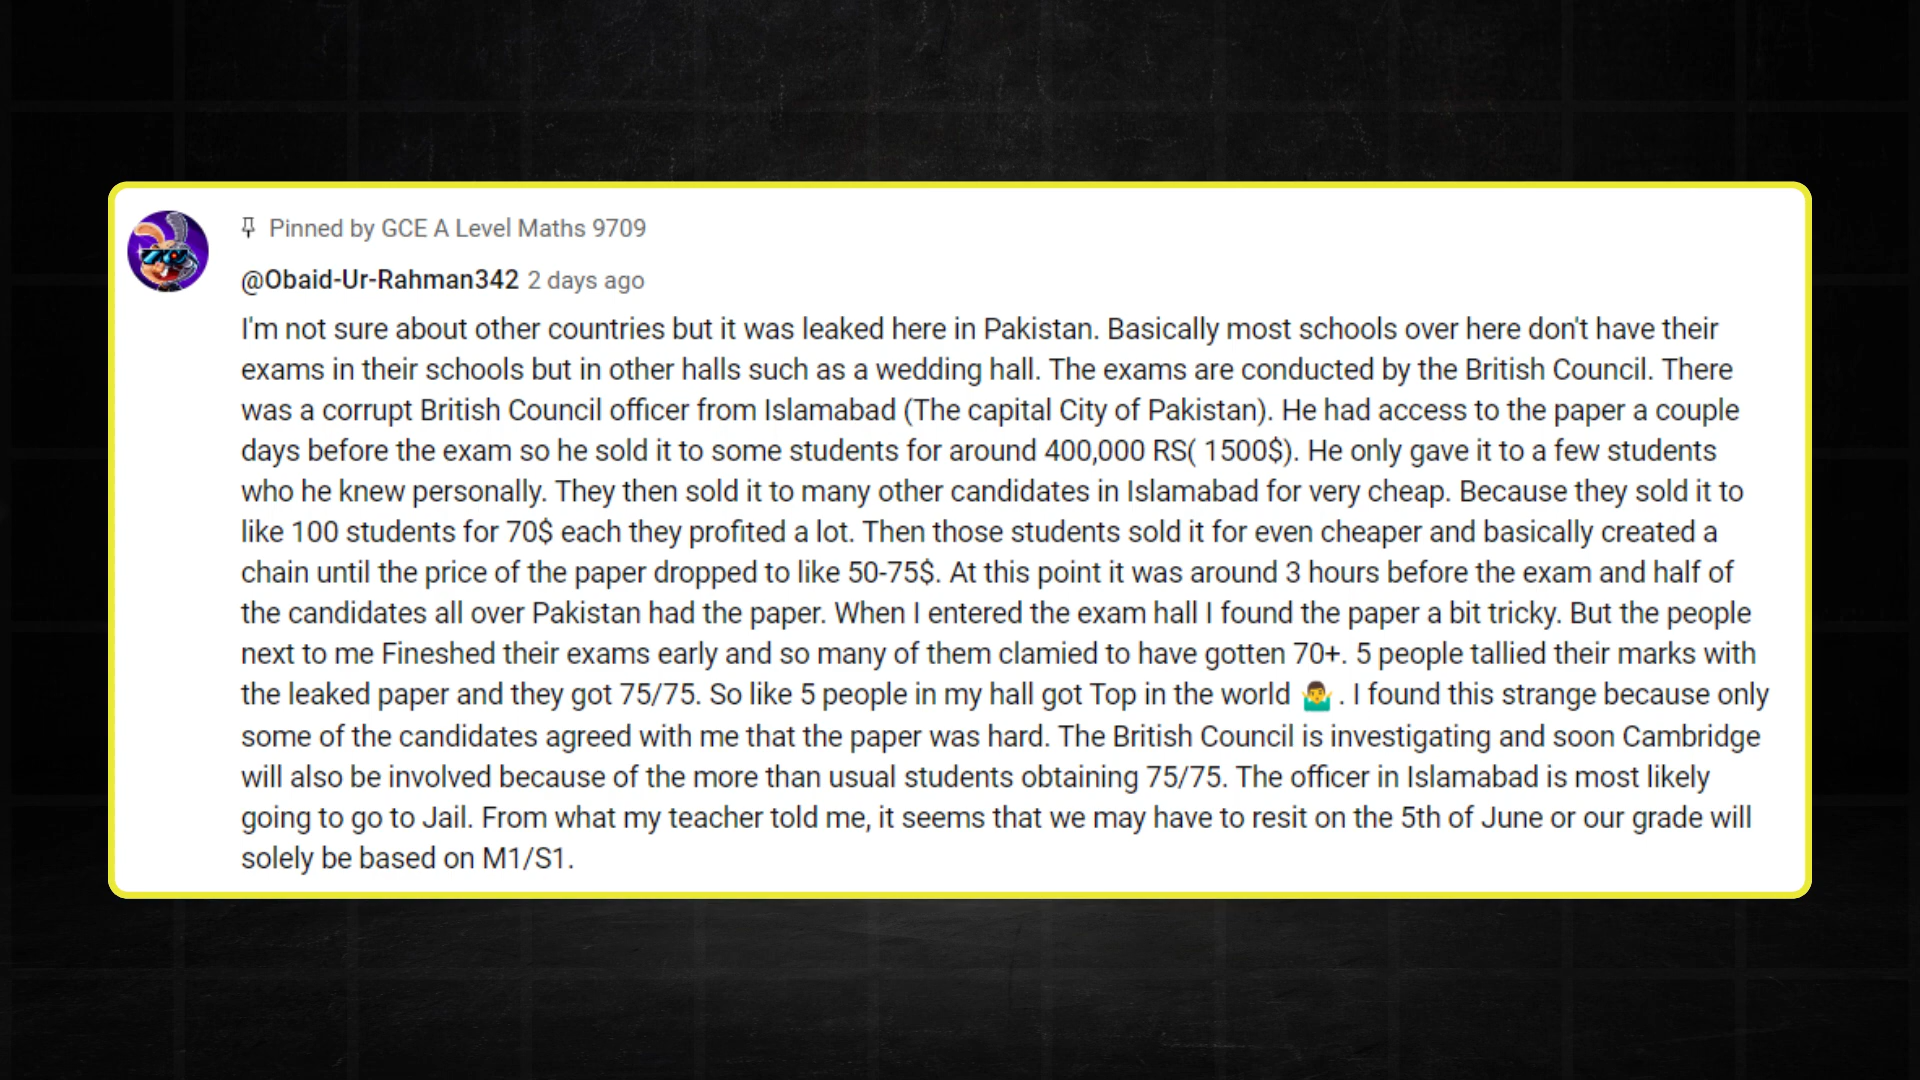 Pinned by GCE A Level Maths 9709
@Obaid-Ur-Rahman342 2 days ago
I'm not sure about other countries but it was leaked here in Pakistan. Basically most schools over here don't have their
exams in their schools but in other halls such as a wedding hall. The exams are conducted by the British Council. There
was a corrupt British Council officer from Islamabad (The capital City of Pakistan). He had access to the paper a couple
days before the exam so he sold it to some students for around 400,000 RS( 1500$). He only gave it to a few students
who he knew personally. They then sold it to many other candidates in Islamabad for very cheap. Because they sold it to
like 100 students for 70$ each they profited a lot. Then those students sold it for even cheaper and basically created a
chain until the price of the paper dropped to like 50-75$. At this point it was around 3 hours before the exam and half of
the candidates all over Pakistan had the paper. When I entered the exam hall I found the paper a bit tricky. But the people
next to me Fineshed their exams early and so many of them clamied to have gotten 70+. 5 people tallied their marks with
the leaked paper and they got 75/75. So like 5 people in my hall got Top in the world 🤷‍♂️ . I found this strange because only
some of the candidates agreed with me that the paper was hard. The British Council is investigating and soon Cambridge
will also be involved because of the more than usual students obtaining 75/75. The officer in Islamabad is most likely
going to go to Jail. From what my teacher told me, it seems that we may have to resit on the 5th of June or our grade will
solely be based on M1/S1.